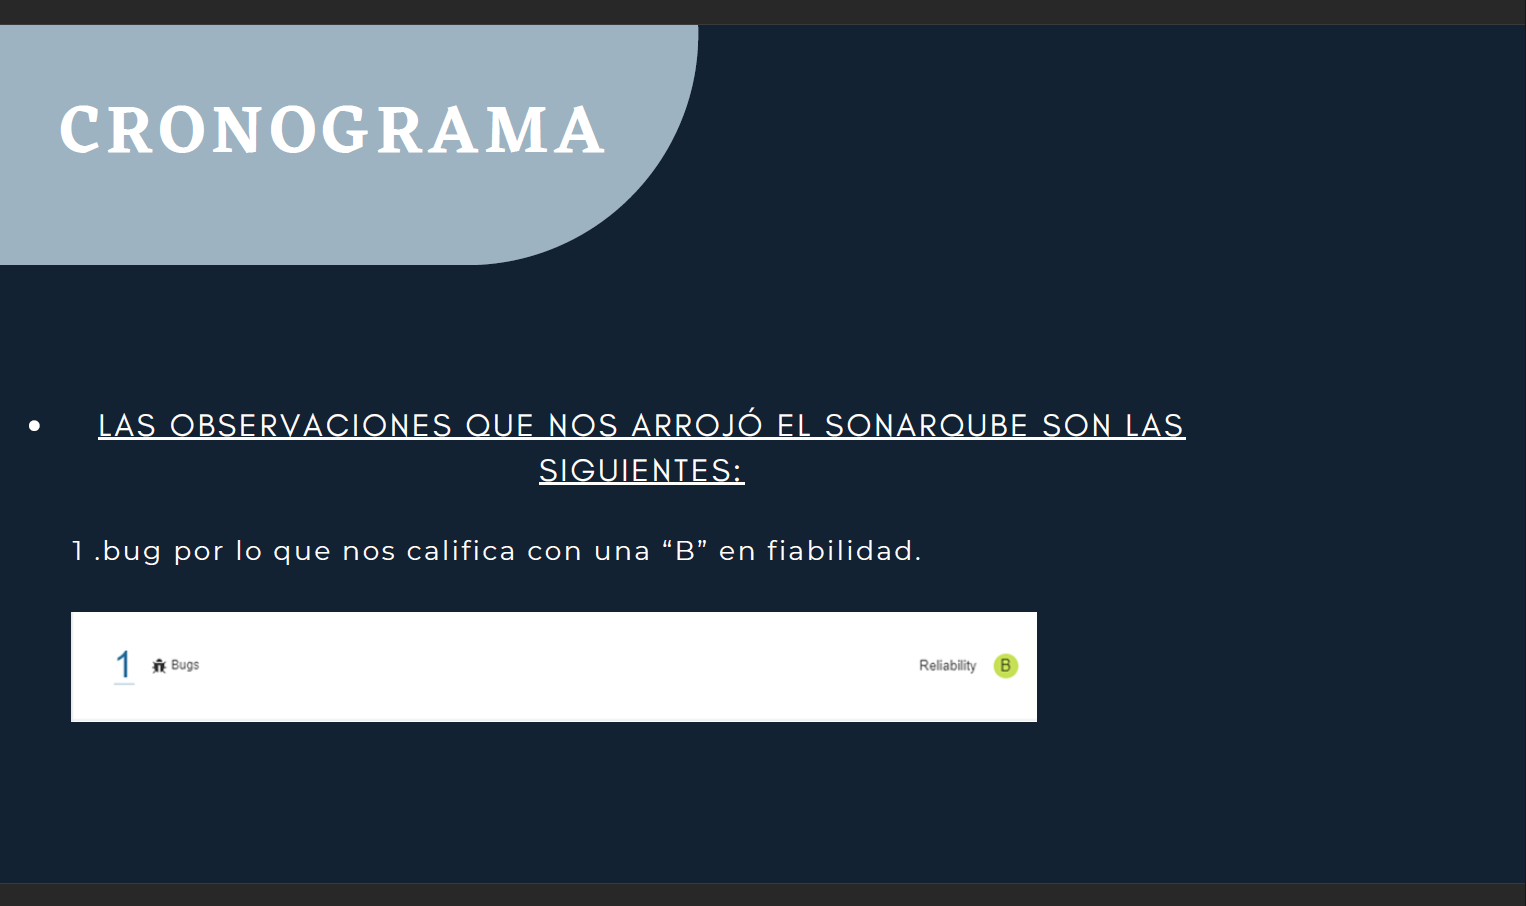 CRONOGRAMA
LAS OBSERVACIONES QUE NOS ARROJÓ EL SONARQUBE SON LAS
SIGUIENTES:
1 .bug por lo que nos califica con una “B” en fiabilidad.
1 Bugs Reliability B